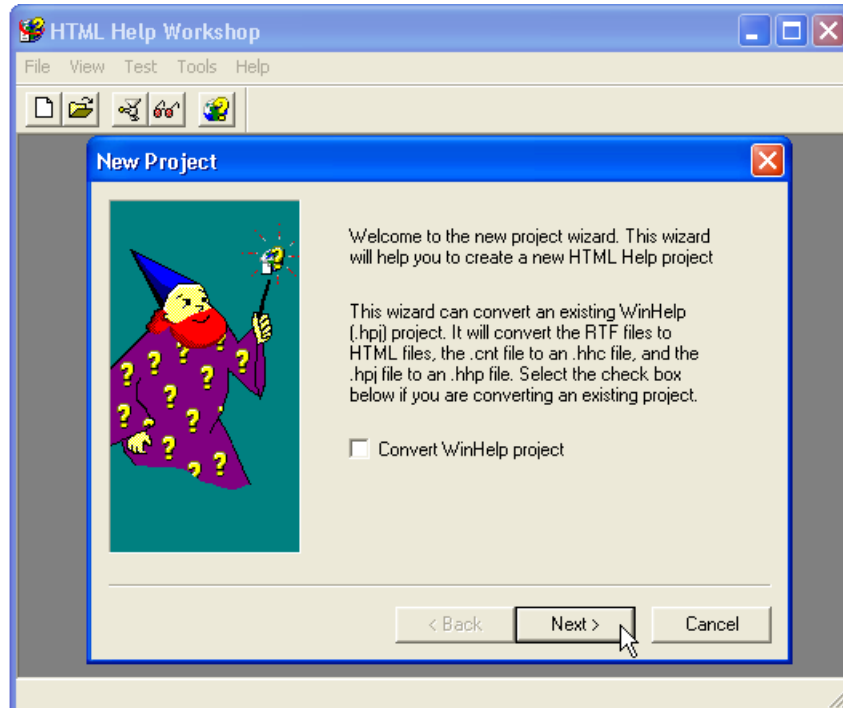 HTML Help Workshop
File View Test Tools Help
New Project
Welcome to the new project wizard. This wizard
will help you to create a new HTML Help project
This wizard can convert an existing WinHelp
(.hpj) project. It will convert the RTF files to
HTML files, the .cnt file to an .hhc file, and the
.hpj file to an .hhp file. Select the check box
below if you are converting an existing project.
Convert WinHelp project
< Back Next > Cancel